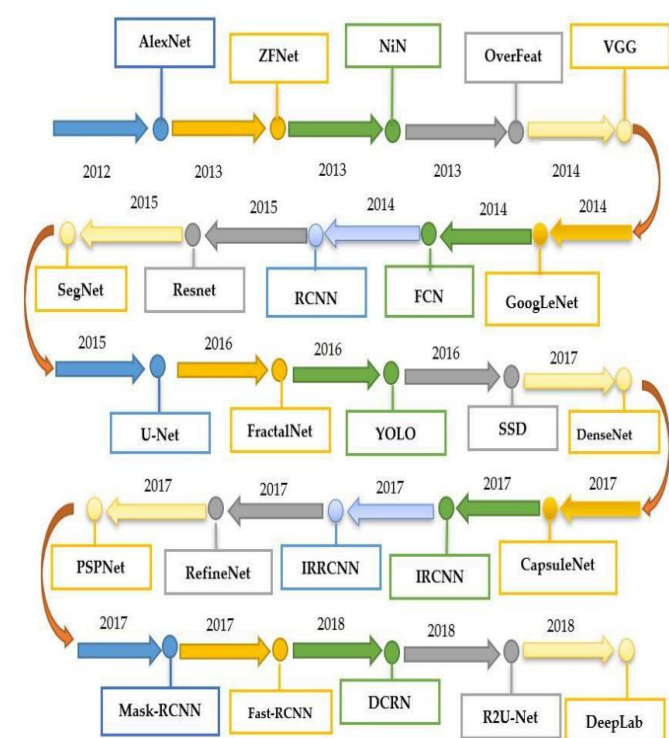 AlexNet
ZFNet
NiN
OverFeat
VGG
2012
2013
2013
2013
2014
2015
2015
2014
2014
2014
SegNet
Resnet
RCNN
FCN
GoogLeNet
2015
2016
2016
2016
2017
U-Net
FractalNet
YOLO
SSD
DenseNet
2017
2017
2017
2017
2017
PSPNet
RefineNet
IRRCNN
IRCNN
CapsuleNet
2017
2017
2018
2018
2018
Mask-RCNN
Fast-RCNN
DCRN
R2U-Net
DeepLab